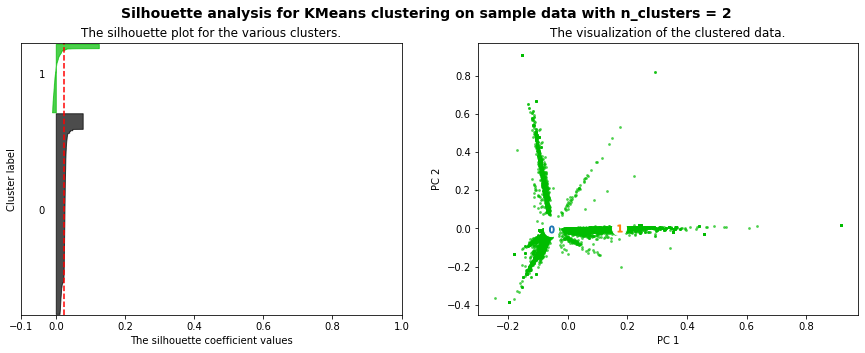 Silhouette analysis for KMeans clustering on sample data with n_clusters = 2
The silhouette plot for the various clusters.
1
0
Cluster label
-0.1 0.0 0.2 0.4 0.6 0.8 1.0
The silhouette coefficient values
The visualization of the clustered data.
0.8
0.6
0.4
0.2
0.0
−0.2
−0.4
PC 2
0 1
−0.2 0.0 0.2 0.4 0.6 0.8
PC 1